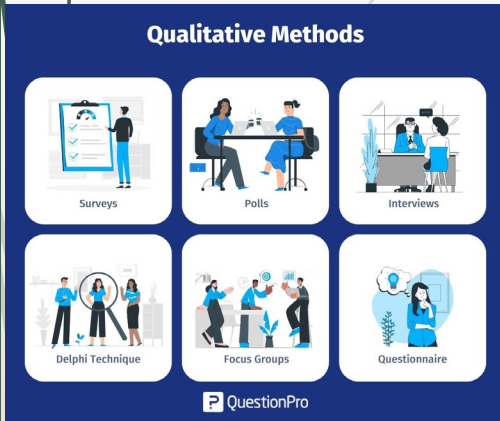 Qualitative Methods
Surveys
Polls
Interviews
Delphi Technique
Focus Groups
Questionnaire
QuestionPro